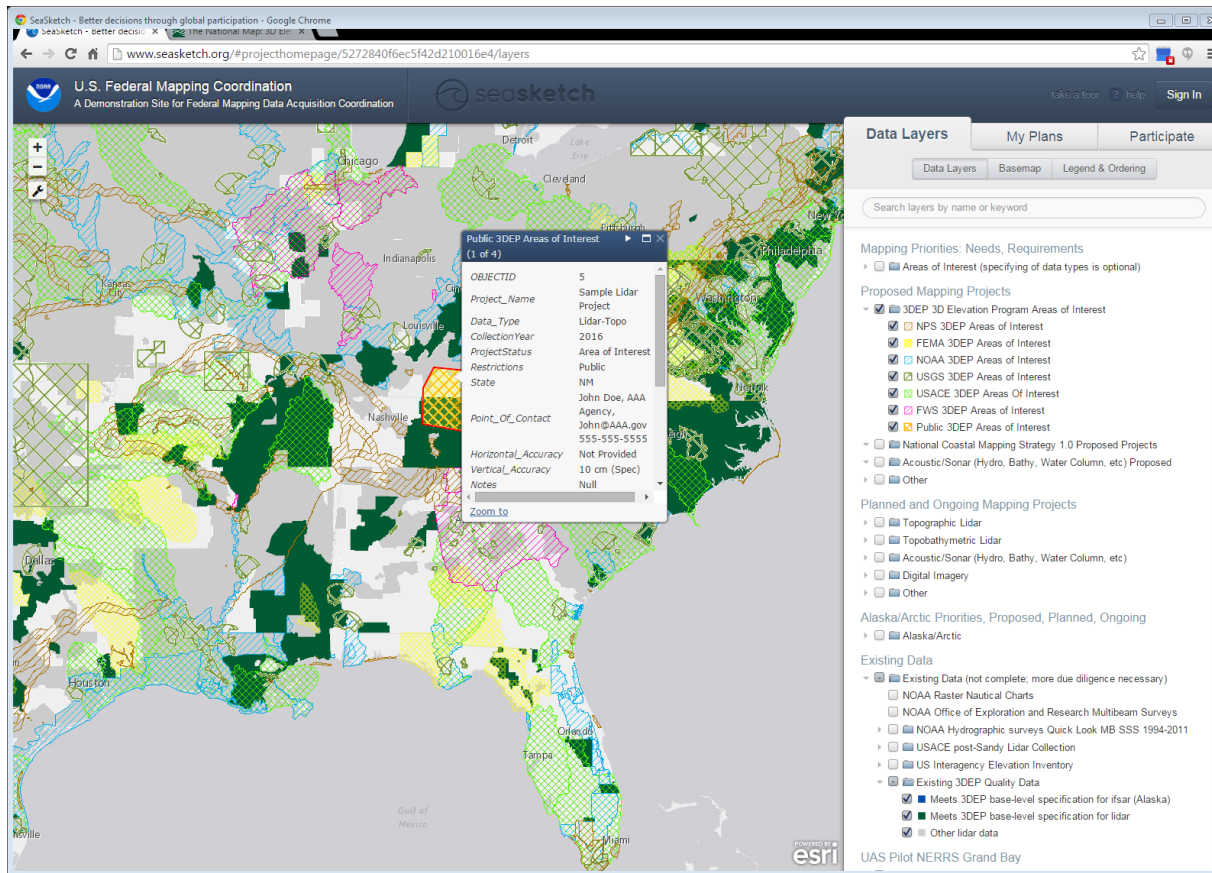 SeaSketch - Better decisions through global participation - Google Chrome
SeaSketch - Better decisio
The National Map: 3D Ele
www.seasketch.org/#projecthomepage/5272840f6ec5f42d210016e4/layers
NOAA
U.S. Federal Mapping Coordination
A Demonstration Site for Federal Mapping Data Acquisition Coordination
seasketch
take a tour
? help
Sign In
+
−
Chicago
Detroit
Lake
Erie
Cleveland
Pittsburgh
New Y
Philadelphia
Indianapolis
Kansas
City
Washington
Cin
Louisville
Norfolk
Nashville
eigh
A
Dallas
Houston
Orlando
Tampa
Gulf of
Mexico
nsville
Miami
POWERED BY
esri
Public 3DEP Areas of Interest
(1 of 4)
OBJECTID 5
Project_Name Sample Lidar Project
Data_Type Lidar-Topo
CollectionYear 2016
ProjectStatus Area of Interest
Restrictions Public
State NM
Point_Of_Contact John Doe, AAA Agency, John@AAA.gov 555-555-5555
Horizontal_Accuracy Not Provided
Vertical_Accuracy 10 cm (Spec)
Notes Null
Zoom to
Data Layers
My Plans
Participate
Data Layers
Basemap
Legend & Ordering
Search layers by name or keyword
Mapping Priorities: Needs, Requirements
Areas of Interest (specifying of data types is optional)
Proposed Mapping Projects
3DEP 3D Elevation Program Areas of Interest
NPS 3DEP Areas of Interest
FEMA 3DEP Areas of Interest
NOAA 3DEP Areas of Interest
USGS 3DEP Areas of Interest
USACE 3DEP Areas Of Interest
FWS 3DEP Areas of Interest
Public 3DEP Areas of Interest
National Coastal Mapping Strategy 1.0 Proposed Projects
Acoustic/Sonar (Hydro, Bathy, Water Column, etc) Proposed
Other
Planned and Ongoing Mapping Projects
Topographic Lidar
Topobathymetric Lidar
Acoustic/Sonar (Hydro, Bathy, Water Column, etc)
Digital Imagery
Other
Alaska/Arctic Priorities, Proposed, Planned, Ongoing
Alaska/Arctic
Existing Data
Existing Data (not complete; more due diligence necessary)
NOAA Raster Nautical Charts
NOAA Office of Exploration and Research Multibeam Surveys
NOAA Hydrographic surveys Quick Look MB SSS 1994-2011
USACE post-Sandy Lidar Collection
US Interagency Elevation Inventory
Existing 3DEP Quality Data
Meets 3DEP base-level specification for ifsar (Alaska)
Meets 3DEP base-level specification for lidar
Other lidar data
UAS Pilot NERRS Grand Bay